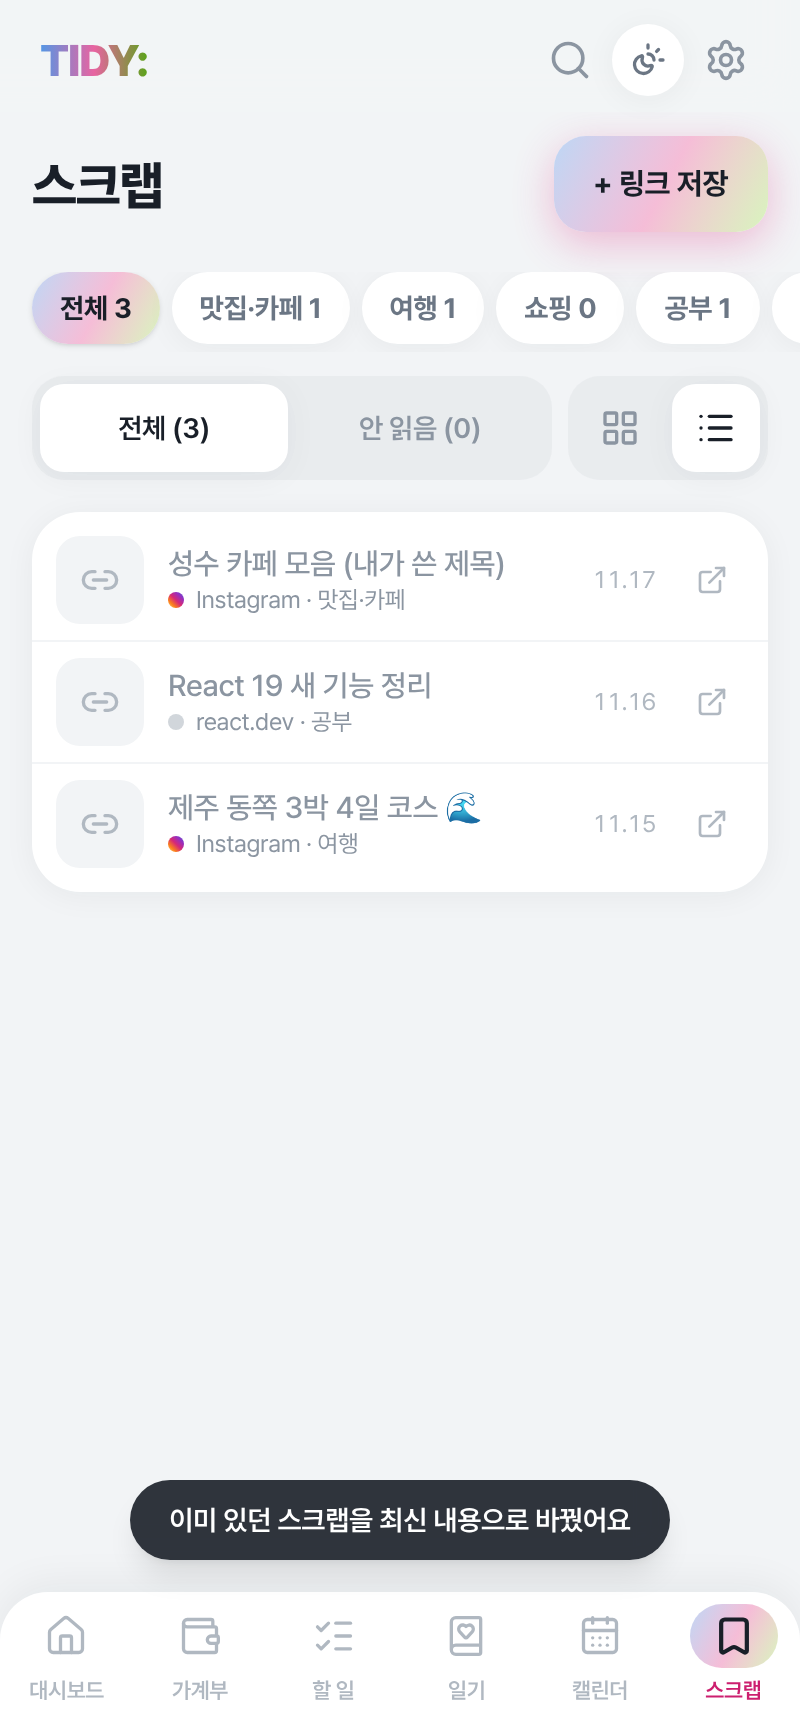 TIDY:
스크랩
+ 링크 저장
전체 3
맛집·카페 1
여행 1
쇼핑 0
공부 1
전체 (3)
안 읽음 (0)
성수 카페 모음 (내가 쓴 제목)
Instagram · 맛집·카페
11.17
React 19 새 기능 정리
react.dev · 공부
11.16
제주 동쪽 3박 4일 코스 🌊
Instagram · 여행
11.15
이미 있던 스크랩을 최신 내용으로 바꿨어요
대시보드
가계부
할 일
일기
캘린더
스크랩